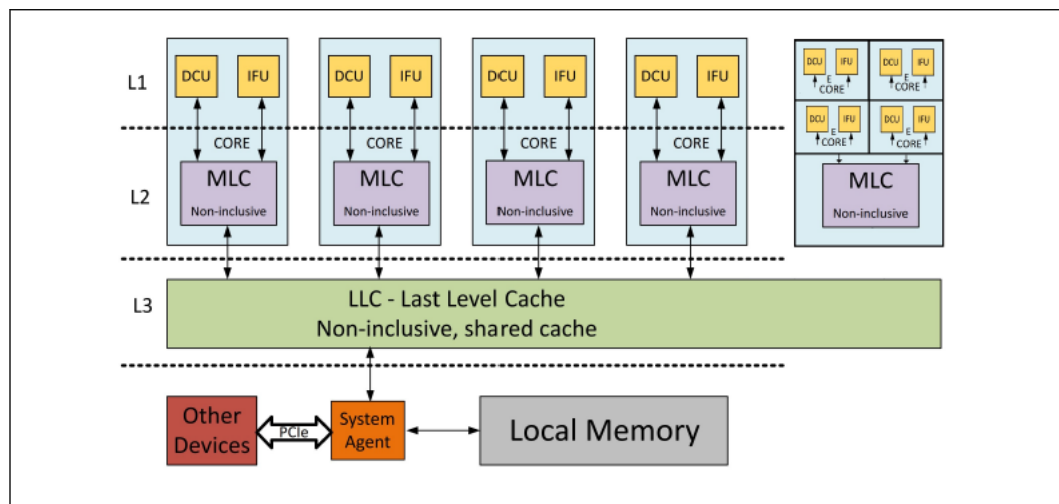 L1
DCU
IFU
DCU
IFU
DCU
IFU
DCU
IFU
DCU
IFU
E
CORE
DCU
IFU
E
CORE
DCU
IFU
E
CORE
DCU
IFU
E
CORE
CORE
CORE
CORE
CORE
L2
MLC
Non-inclusive
MLC
Non-inclusive
MLC
Non-inclusive
MLC
Non-inclusive
MLC
Non-inclusive
L3
LLC - Last Level Cache
Non-inclusive, shared cache
Other
Devices
PCIe
System
Agent
Local Memory